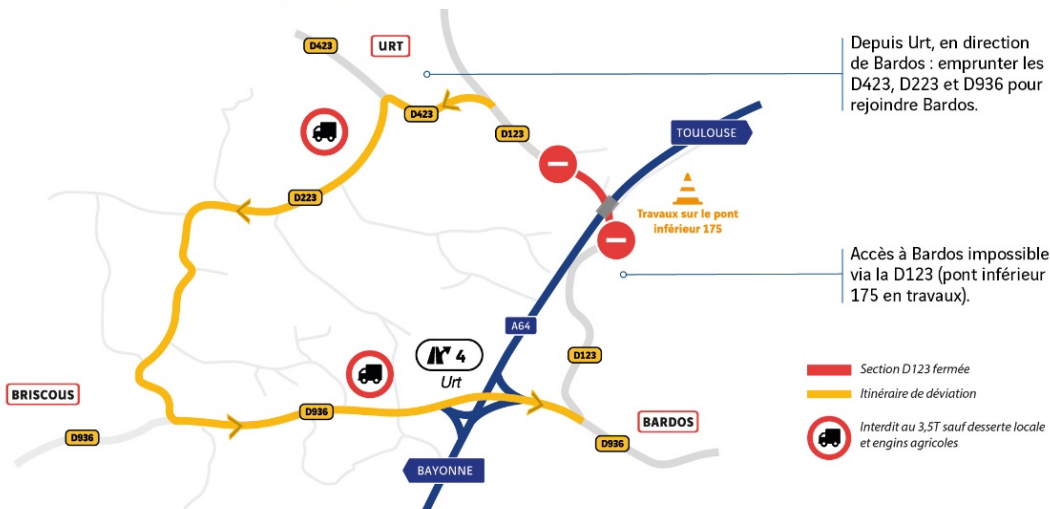 D423
URT
D423
D123
Depuis Urt, en direction
de Bardos : emprunter les
D423, D223 et D936 pour
rejoindre Bardos.
TOULOUSE
D223
Travaux sur le pont
inférieur 175
Accès à Bardos impossible
via la D123 (pont inférieur
175 en travaux).
A64
4
Urt
D123
BRISCOUS
D936
D936
BARDOS
D936
BAYONNE
Section D123 fermée
Itinéraire de déviation
Interdit au 3,5T sauf desserte locale
et engins agricoles